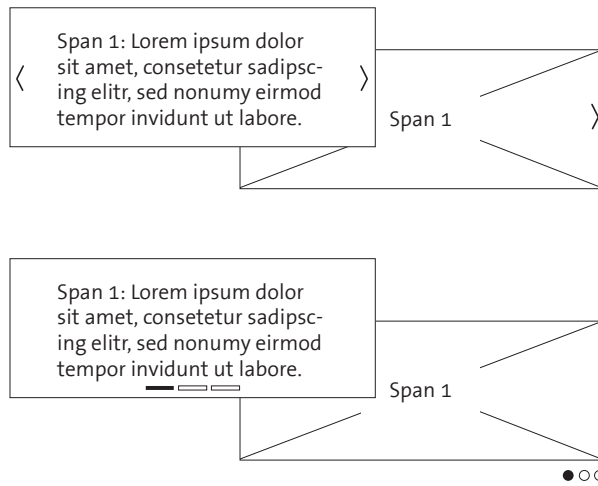 Span 1: Lorem ipsum dolor
sit amet, consetetur sadipsc-
ing elitr, sed nonumy eirmod
tempor invidunt ut labore.
Span 1
Span 1: Lorem ipsum dolor
sit amet, consetetur sadipsc-
ing elitr, sed nonumy eirmod
tempor invidunt ut labore.
Span 1